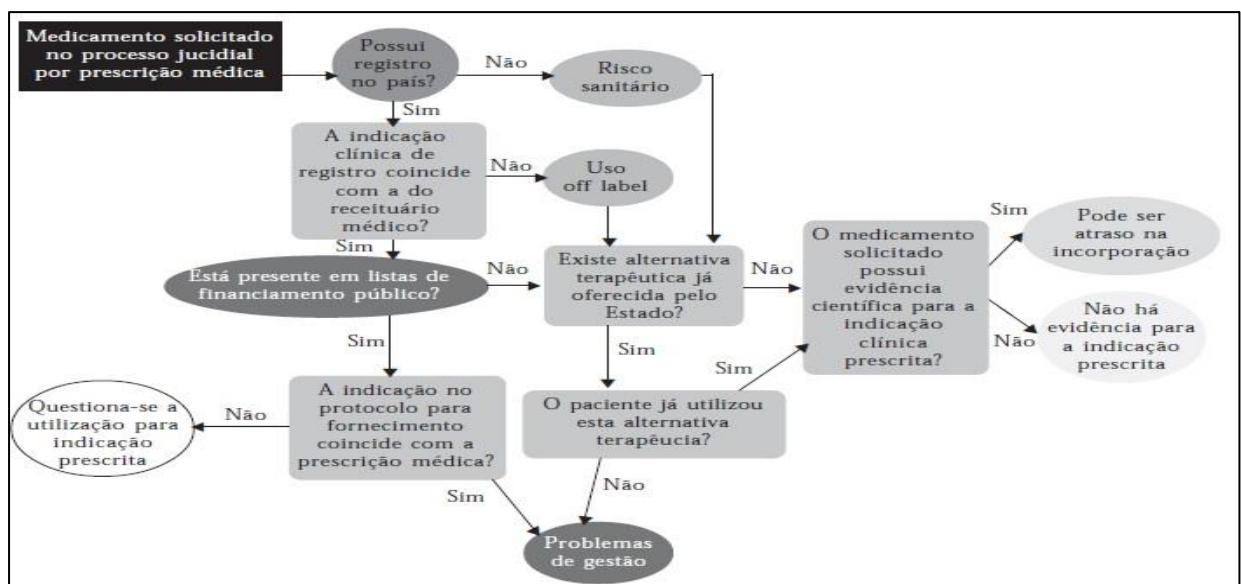 Medicamento solicitado
no processo jucidial
por prescrição médica
Possui
registro
no país?
Não
Risco
sanitário
Sim
A indicação
clínica de
registro coincide
com a do
receituário
médico?
Não
Uso
off label
Sim
Está presente em listas de
financiamento público?
Não
Existe alternativa
terapêutica já
oferecida pelo
Estado?
Não
O medicamento
solicitado
possui
evidência
científica para a
indicação
clínica
prescrita?
Sim
Pode ser
atraso na
incorporação
Não
Não há
evidência para
a indicação
prescrita
Sim
Sim
Sim
A indicação no
protocolo para
fornecimento
coincide com a
prescrição médica?
Não
Questiona-se a
utilização para
indicação
prescrita
O paciente já utilizou
esta alternativa
terapêucia?
Sim
Não
Problemas
de gestão